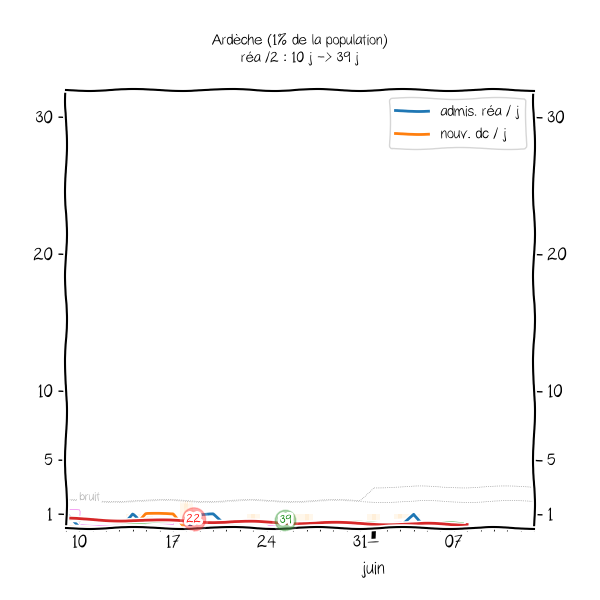 Ardèche (1% de la population)
réa /2 : 10 j -> 39 j
admis. réa / j
nouv. dc / j
30
30
20
20
10
10
5
5
bruit
1
22
39
1
10
17
24
31
07
juin